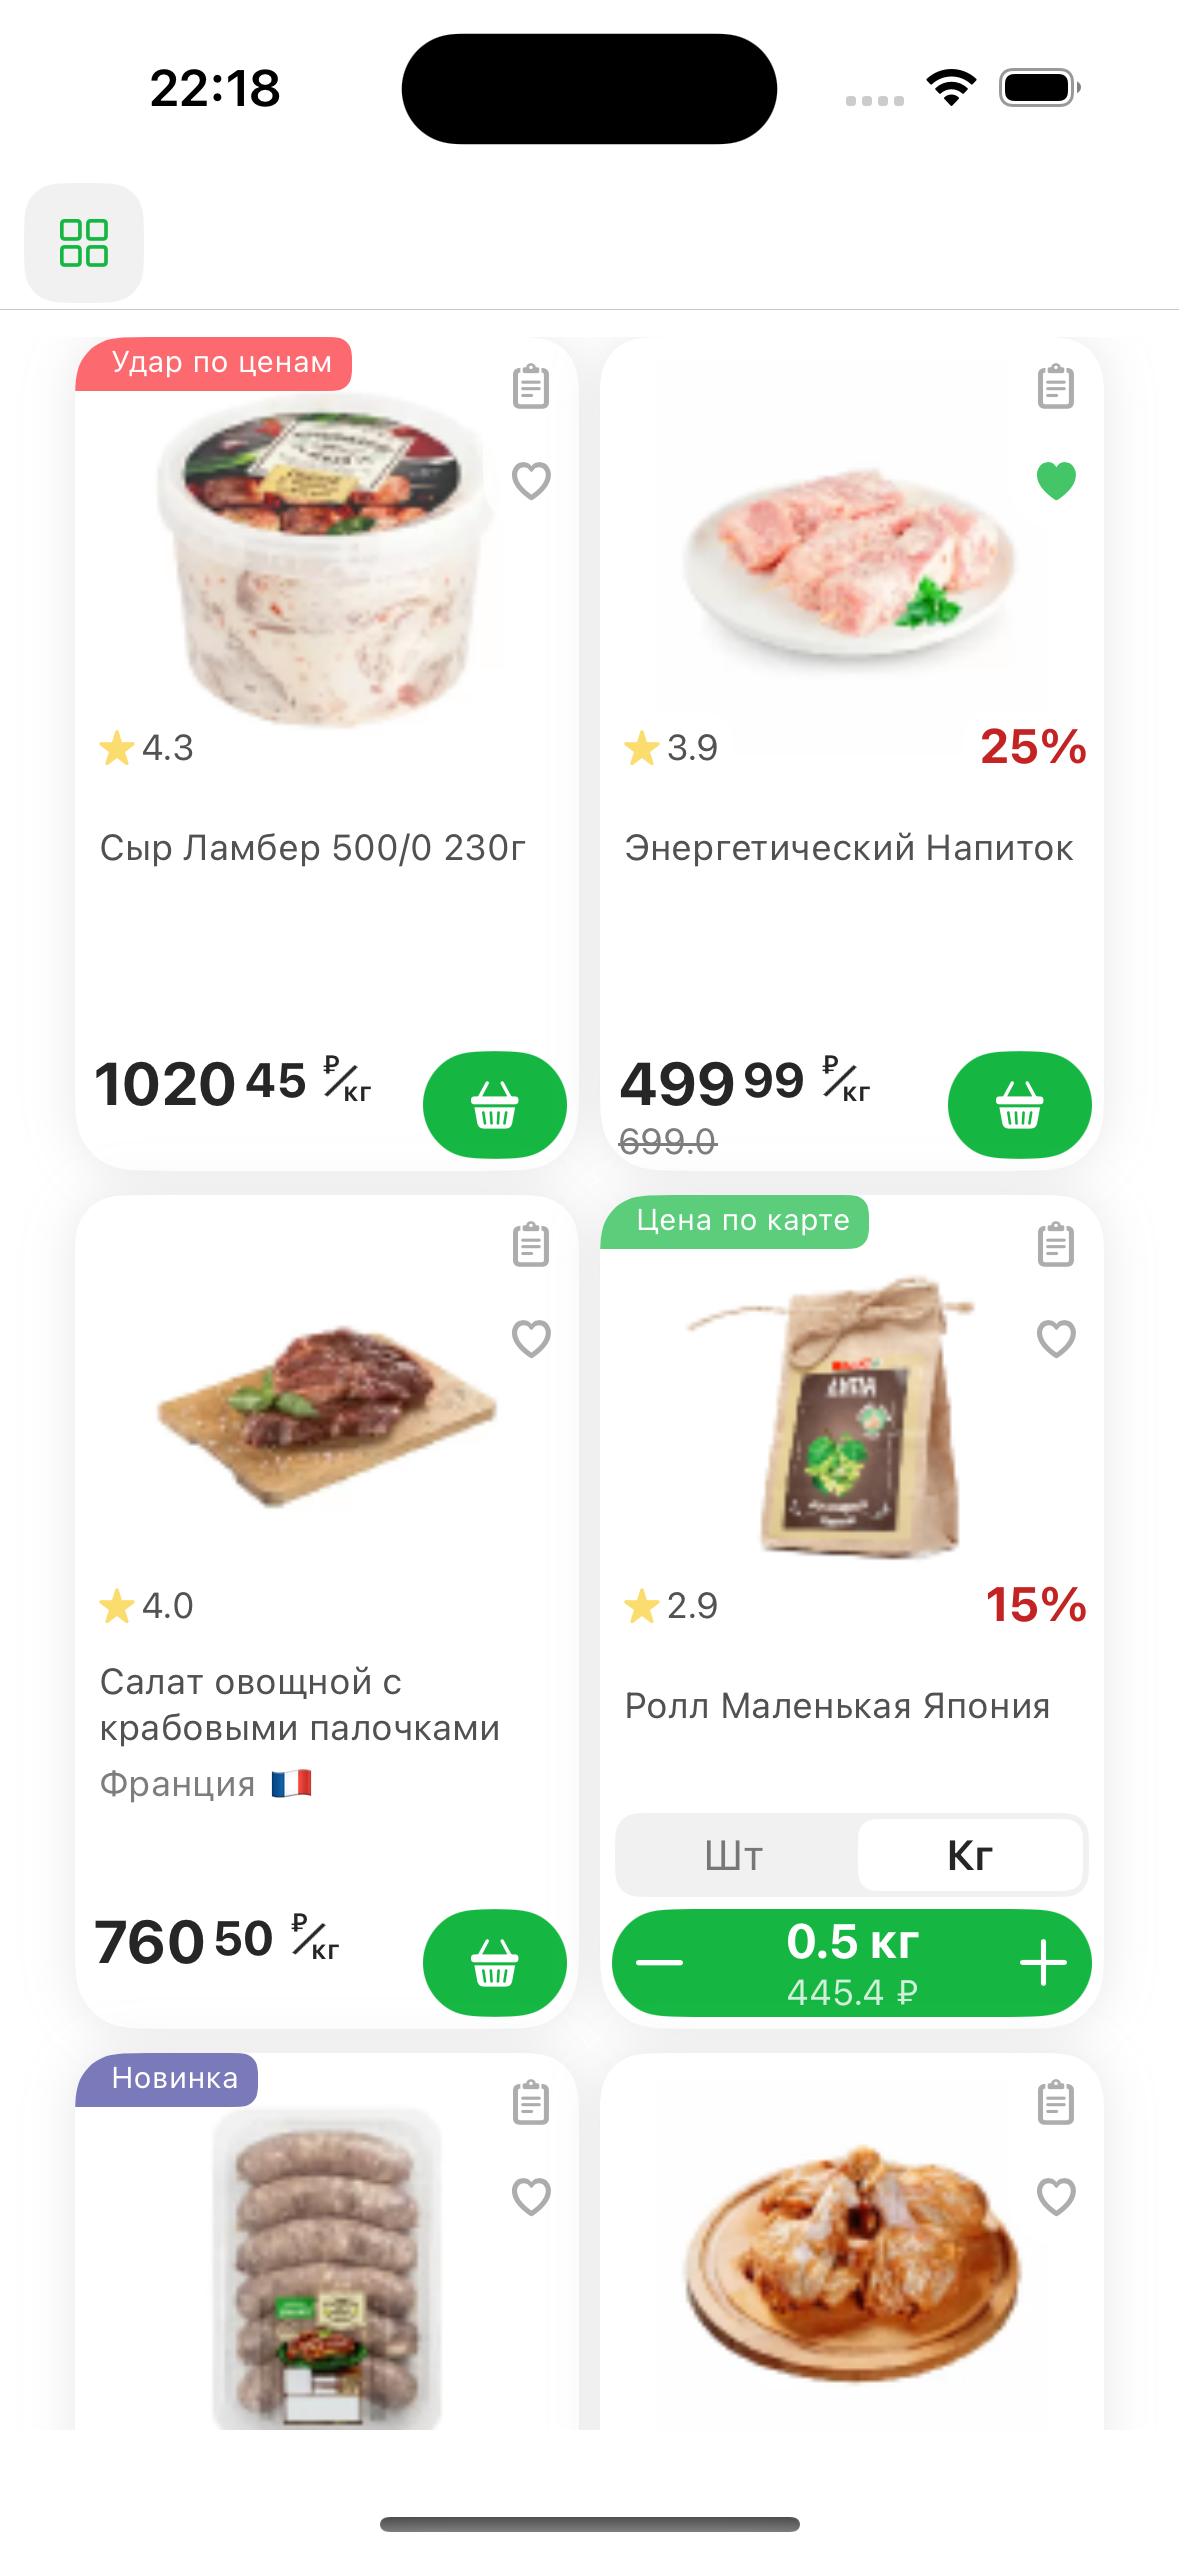 22:18
Удар по ценам
4.3
Сыр Ламбер 500/0 230г
1020 45 ₽/кг
3.9
25%
Энергетический Напиток
499 99 ₽/кг
699.0
4.0
Салат овощной с
крабовыми палочками
Франция 🇫🇷
760 50 ₽/кг
Цена по карте
ЛИПА
2.9
15%
Ролл Маленькая Япония
Шт
Кг
0.5 кг
445.4 ₽
Новинка